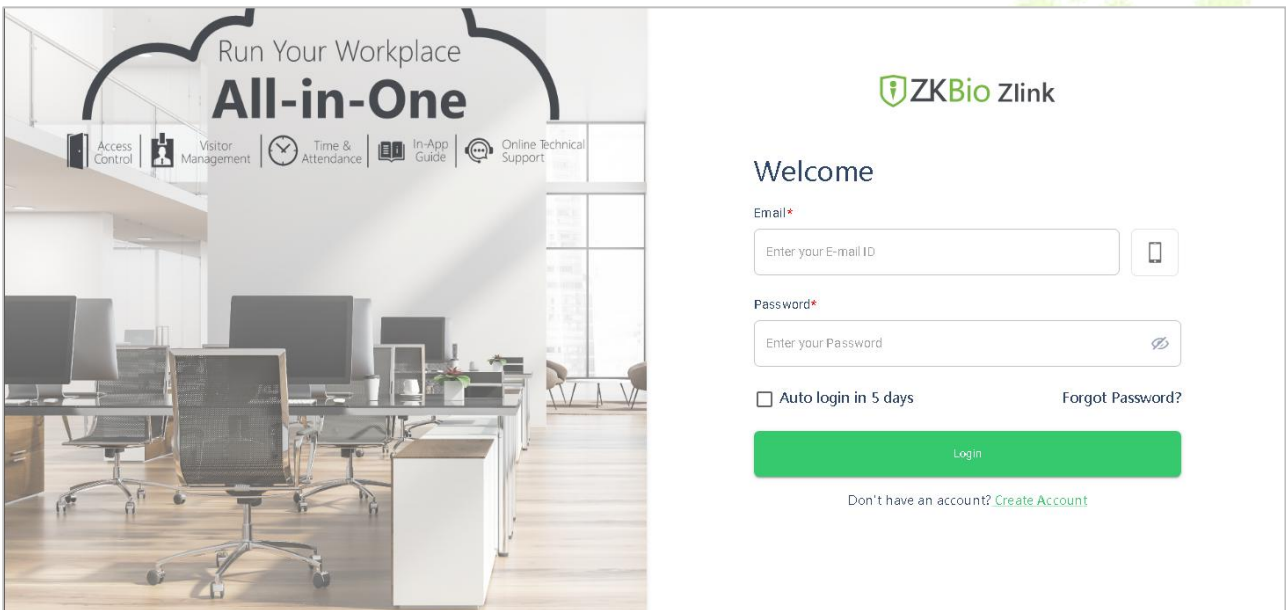 Run Your Workplace
All-in-One
Access Control
Visitor Management
Time & Attendance
In-App Guide
Online Technical Support
ZKBio Zlink
Welcome
Email*
Enter your E-mail ID
Password*
Enter your Password
Auto login in 5 days
Forgot Password?
Login
Don't have an account? Create Account